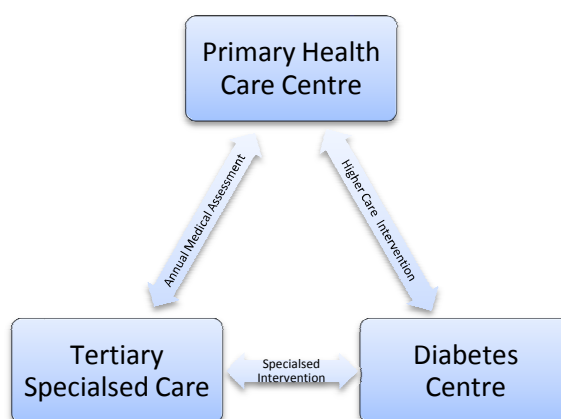 Primary Health
Care Centre
Annual Medical Assessment
Higher Care Intervention
Tertiary
Specialsed Care
Specialsed
Intervention
Diabetes
Centre